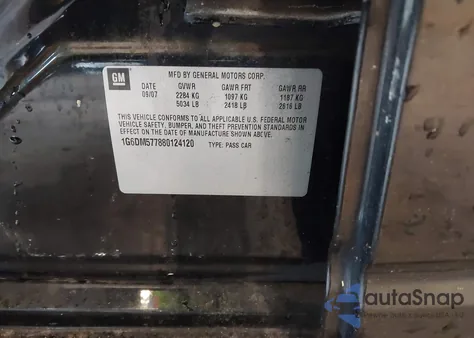 GM
MFD BY GENERAL MOTORS CORP.
DATE GVWR GAWR FRT GAWR RR
09/07 2284 KG 1097 KG 1187 KG
5034 LB 2418 LB 2616 LB
THIS VEHICLE CONFORMS TO ALL APPLICABLE U.S. FEDERAL MOTOR
VEHICLE SAFETY, BUMPER, AND THEFT PREVENTION STANDARDS IN
EFFECT ON THE DATE OF MANUFACTURE SHOWN ABOVE.
1G6DM577880124120 TYPE: PASS CAR
autaSnap